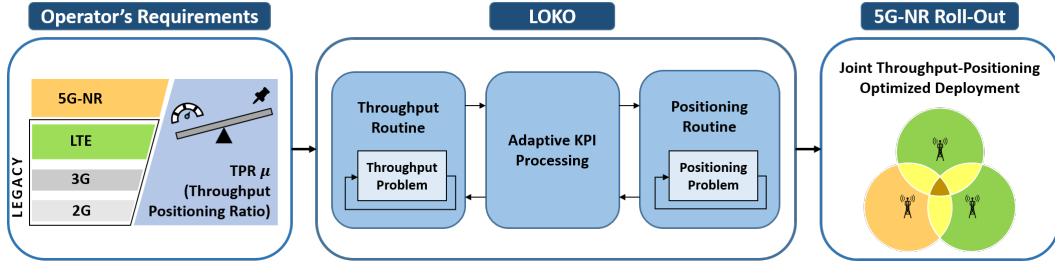 Operator's Requirements
LOKO
5G-NR Roll-Out
5G-NR
LTE
3G
2G
LEGACY
TPR μ
(Throughput
Positioning Ratio)
Throughput
Routine
Throughput
Problem
Adaptive KPI
Processing
Positioning
Routine
Positioning
Problem
Joint Throughput-Positioning
Optimized Deployment